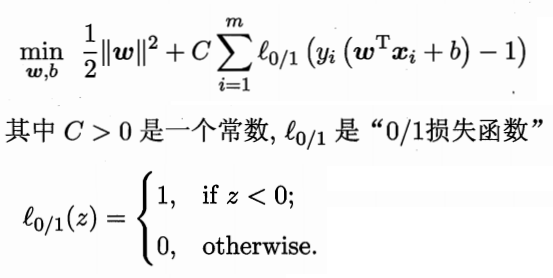 \min_{\boldsymbol{w},b} \frac{1}{2}\|\boldsymbol{w}\|^2 + C\sum_{i=1}^{m} \ell_{0/1}\left(y_i\left(\boldsymbol{w}^{\mathrm{T}}\boldsymbol{x}_i + b\right) - 1\right)
其中 C > 0 是一个常数, \ell_{0/1} 是 “0/1损失函数”
\ell_{0/1}(z) = \begin{cases} 1, & \text{if } z < 0; \\ 0, & \text{otherwise.} \end{cases}